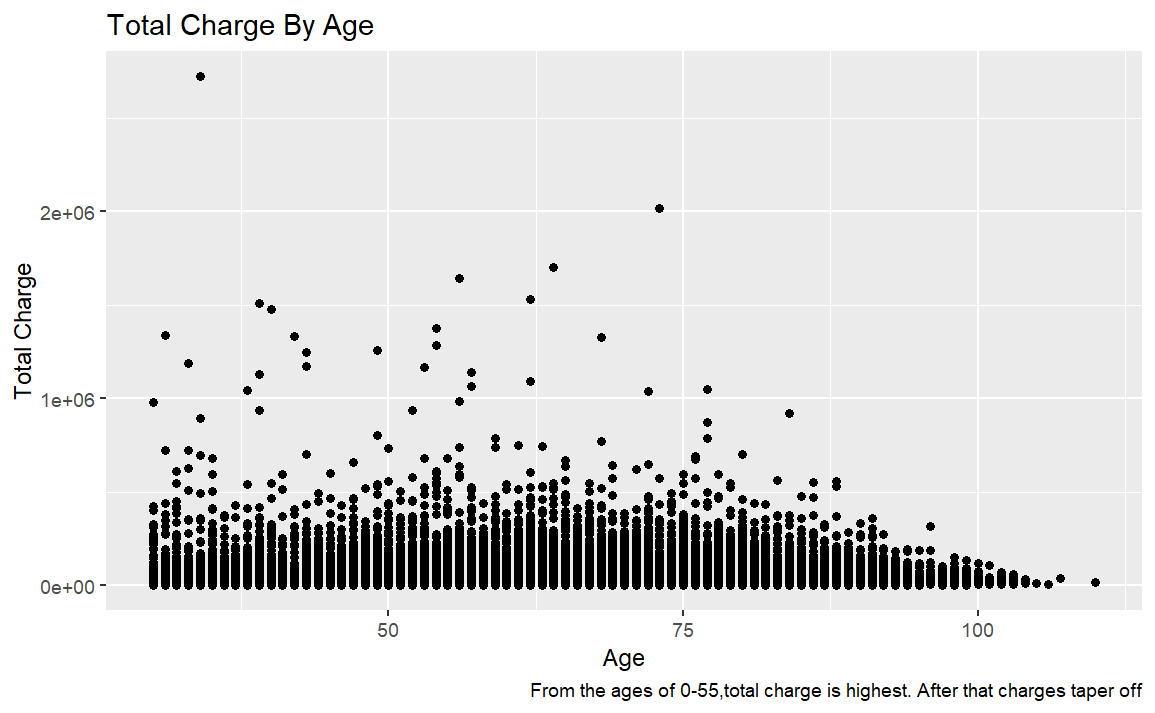 Total Charge By Age
Total Charge
2e+06
1e+06
0e+00
50
75
100
Age
From the ages of 0-55,total charge is highest. After that charges taper off